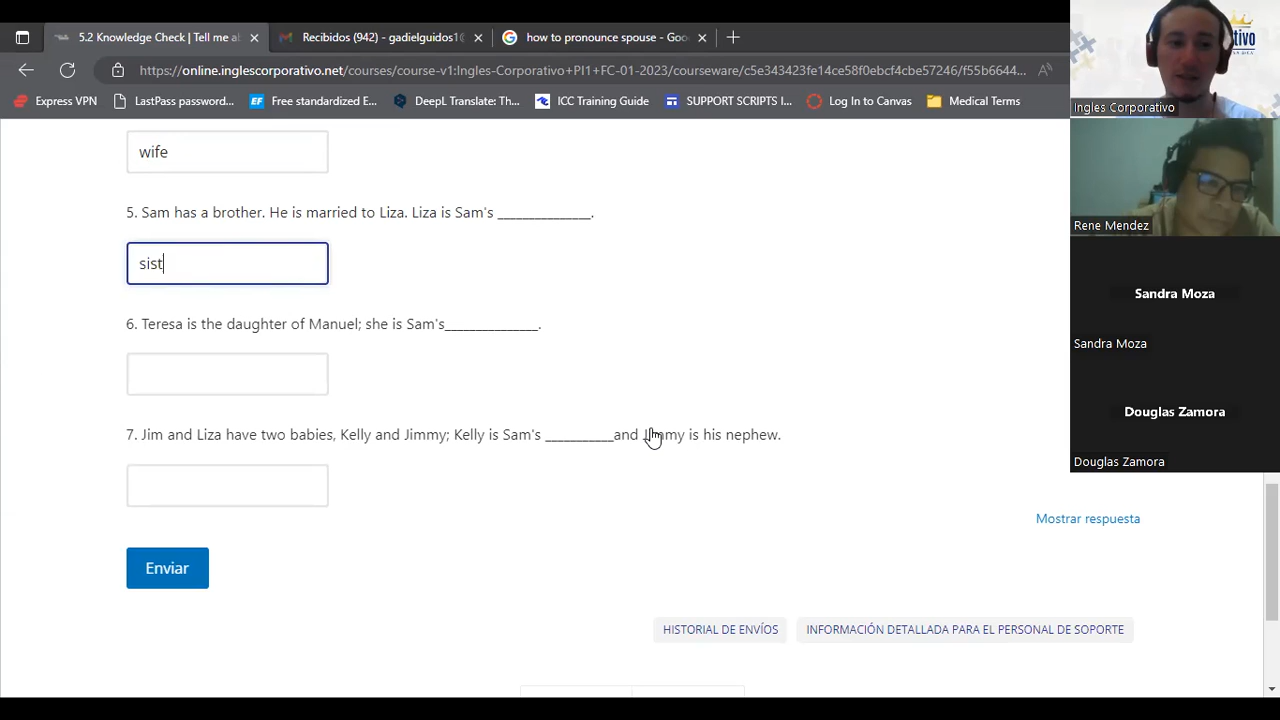 5.2 Knowledge Check | Tell me a
Recibidos (942) - gadielguidos1@
how to pronounce spouse - Goo
https://online.inglescorporativo.net/courses/course-v1:Ingles-Corporativo+PI1+FC-01-2023/courseware/c5e343423fe14ce58f0ebcf4cbe57246/f55b6644...
Express VPN
LastPass password...
Free standardized E...
DeepL Translate: Th...
ICC Training Guide
SUPPORT SCRIPTS I...
Log In to Canvas
Medical Terms
tivo
Ingles Corporativo
Rene Mendez
Sandra Moza
Sandra Moza
Douglas Zamora
Douglas Zamora
wife
5. Sam has a brother. He is married to Liza. Liza is Sam's _______________.
sist
6. Teresa is the daughter of Manuel; she is Sam's_______________.
7. Jim and Liza have two babies, Kelly and Jimmy; Kelly is Sam's ___________and Jimmy is his nephew.
Mostrar respuesta
Enviar
HISTORIAL DE ENVÍOS
INFORMACIÓN DETALLADA PARA EL PERSONAL DE SOPORTE